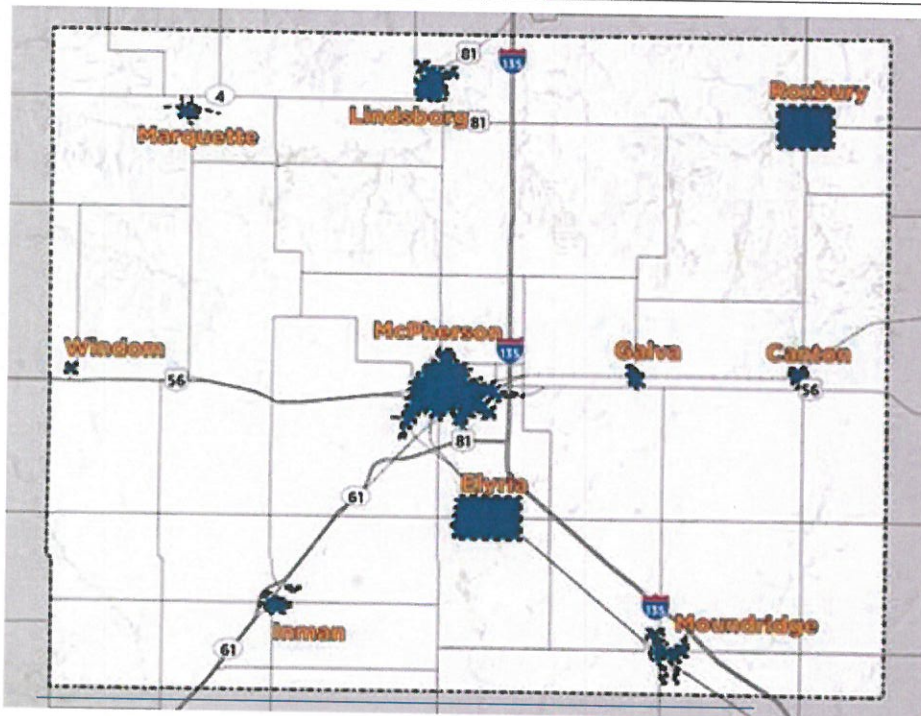 81
135
4
Roxbury
Marquette
Lindsborg
81
McPherson
135
Windom
Galva
Canton
56
56
81
Elyria
61
135
Inman
Moundridge
61